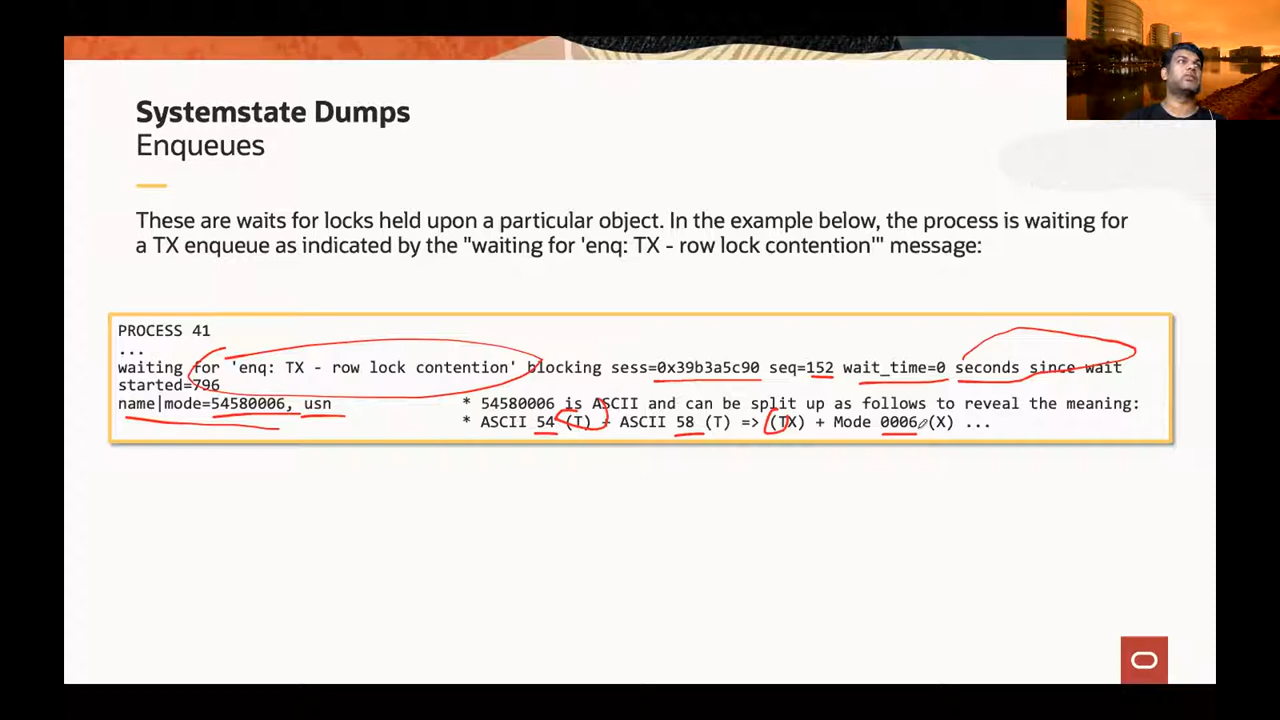 Systemstate Dumps
Enqueues
These are waits for locks held upon a particular object. In the example below, the process is waiting for
a TX enqueue as indicated by the "waiting for 'enq: TX - row lock contention'" message:
PROCESS 41
...
waiting for 'enq: TX - row lock contention' blocking sess=0x39b3a5c90 seq=152 wait_time=0 seconds since wait
started=796
name|mode=54580006, usn * 54580006 is ASCII and can be split up as follows to reveal the meaning:
* ASCII 54 (T) + ASCII 58 (T) => (TX) + Mode 0006 (X) ...